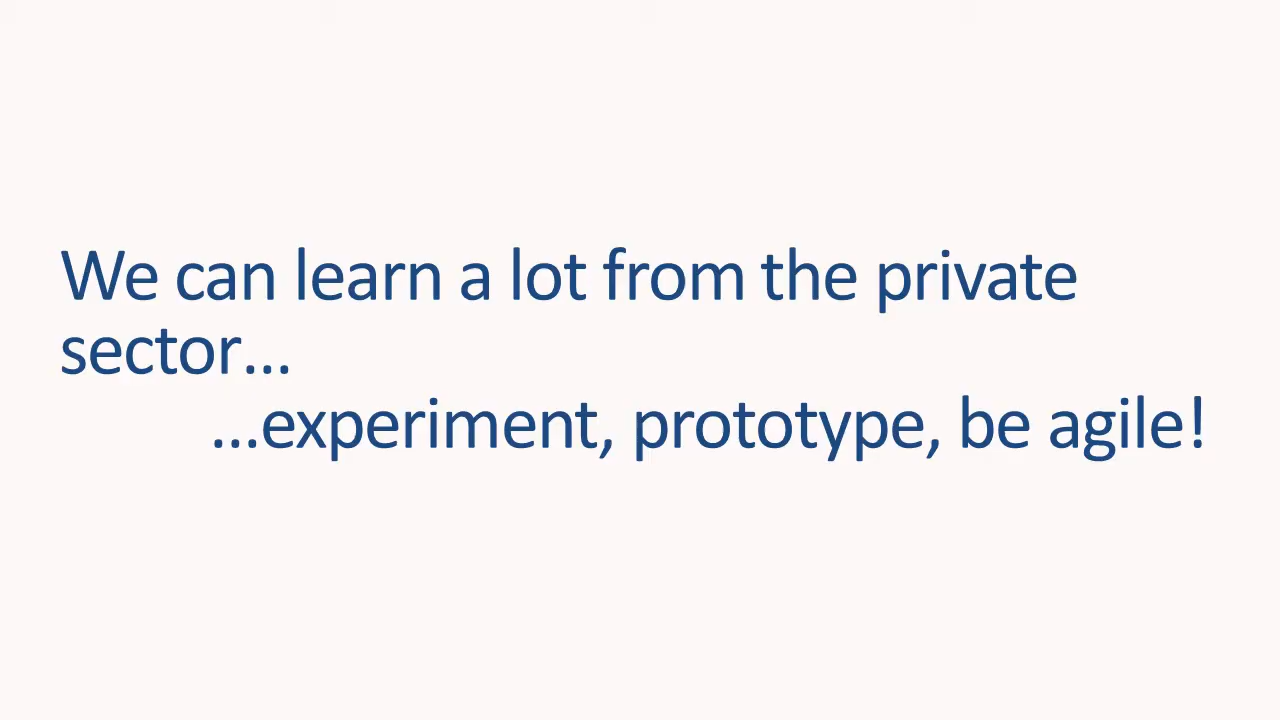 We can learn a lot from the private
sector…
…experiment, prototype, be agile!